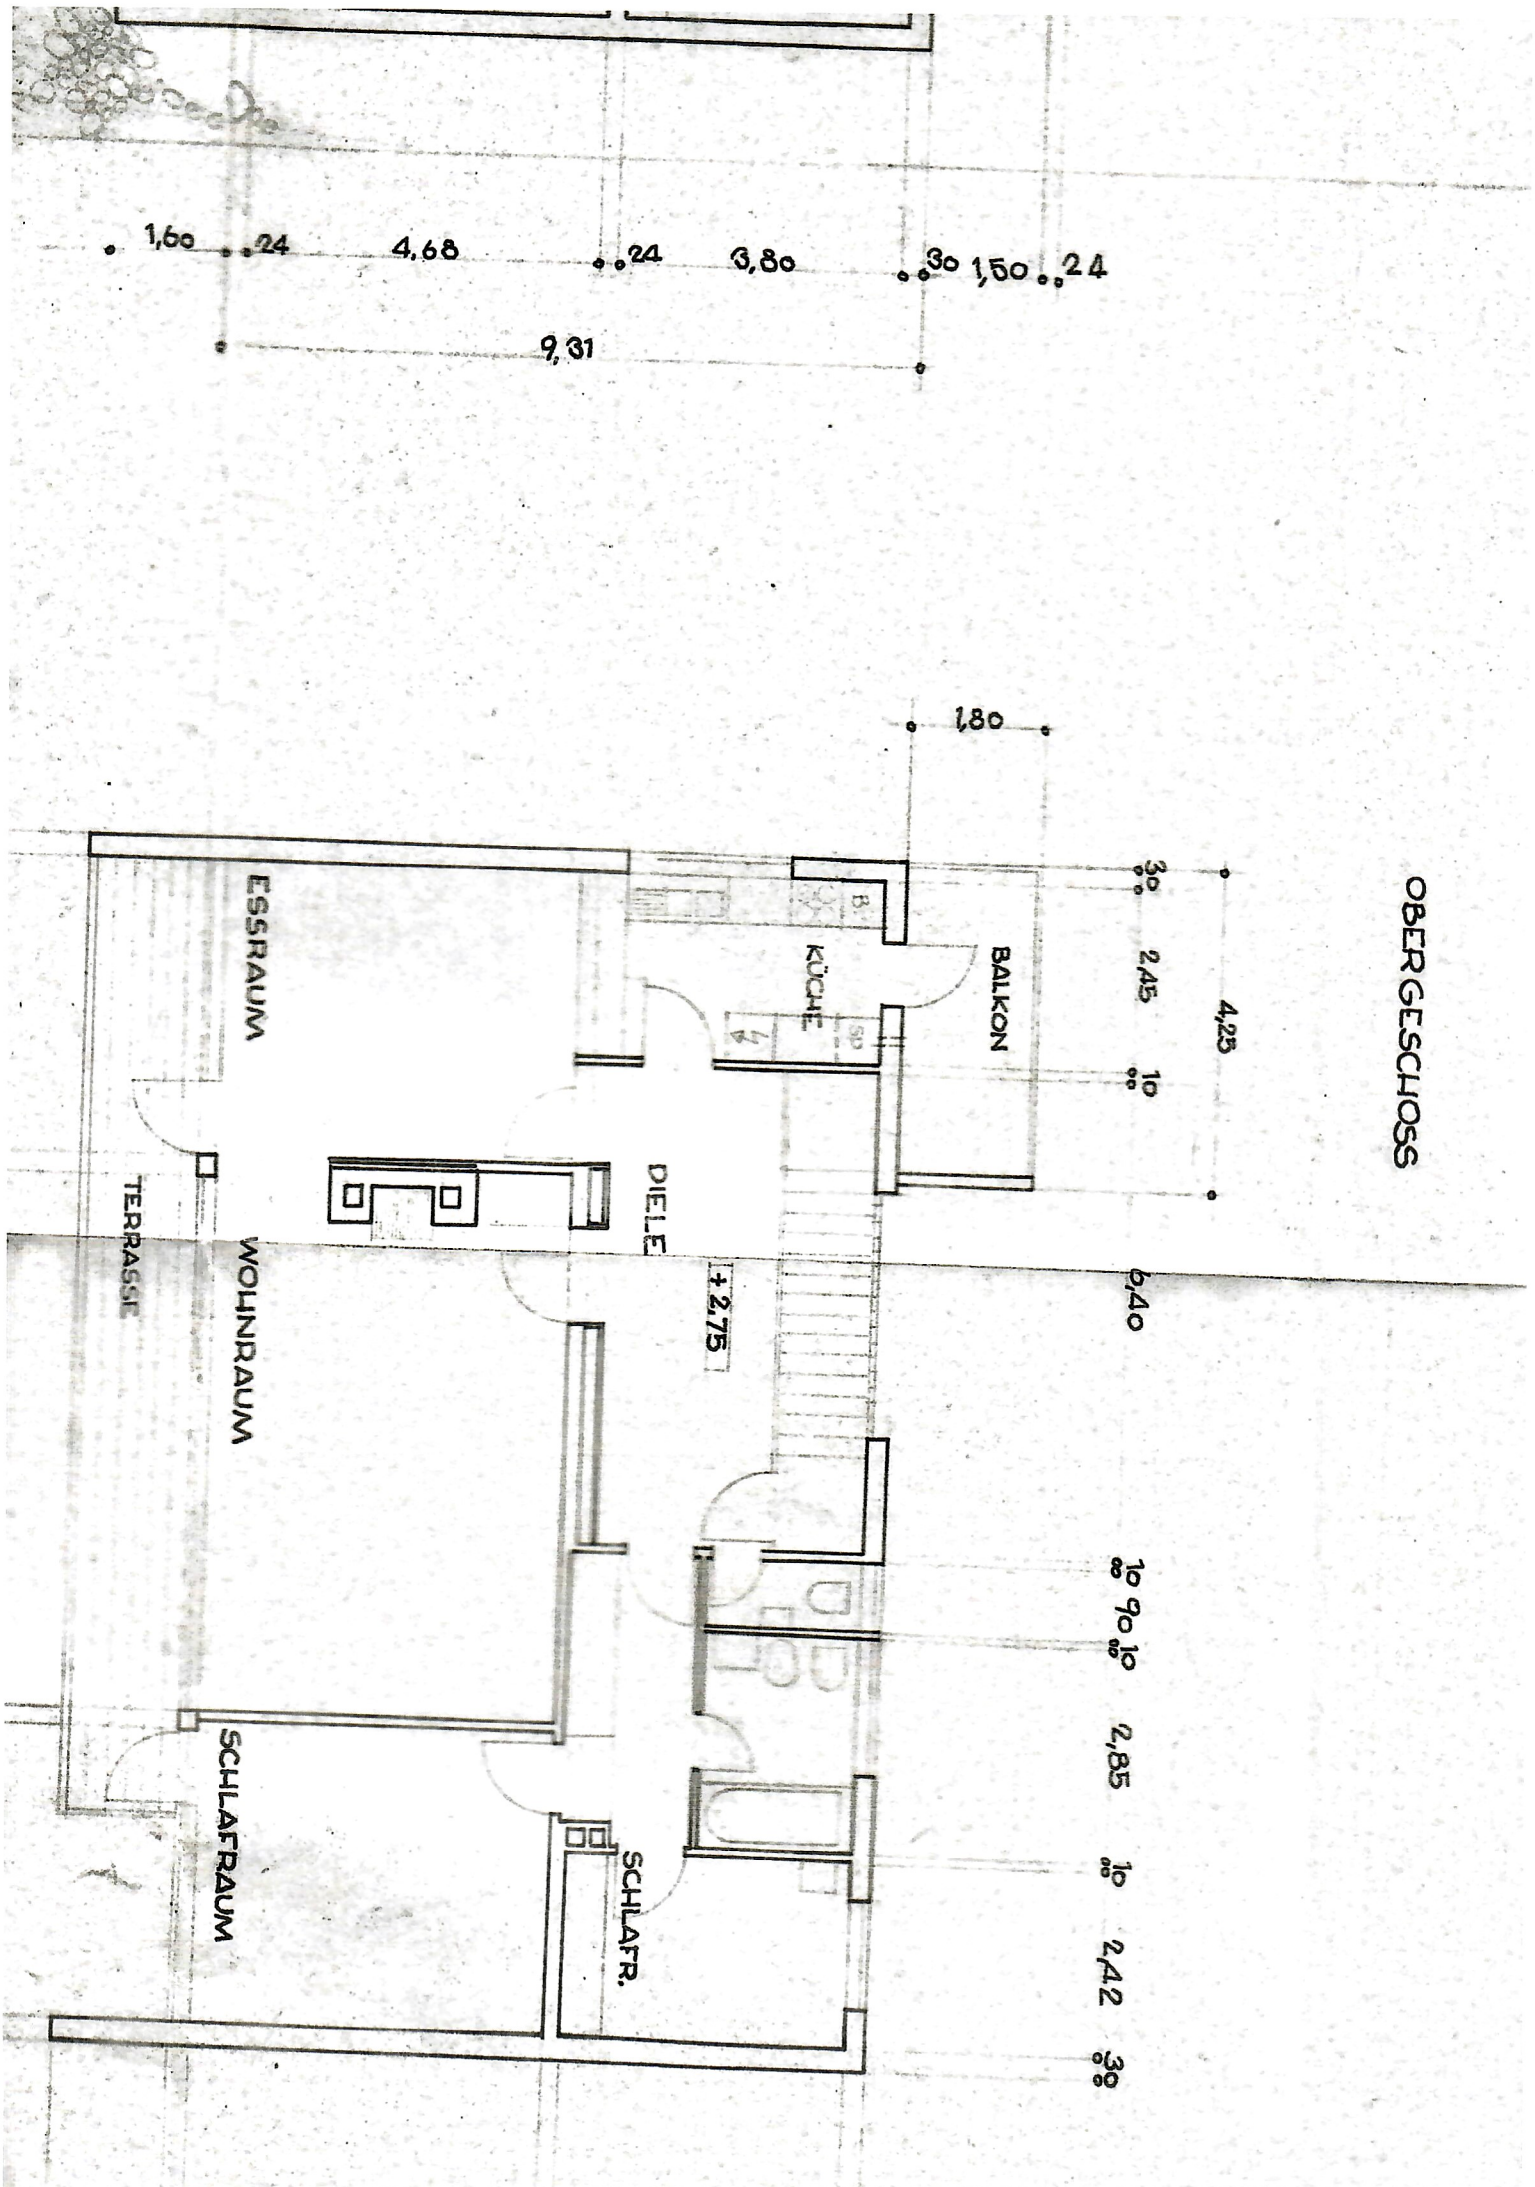 OBERGESCHOSS
1,60
24
4,68
24
3,80
30
1,50
24
9,31
1,80
4,25
30
2,45
10
6,40
10
90
10
2,85
10
2,42
30
BALKON
KÜCHE
B.
SP
DIELE
+ 2,75
SCHLAFR.
ESSRAUM
WOHNRAUM
SCHLAFRAUM
TERRASSE